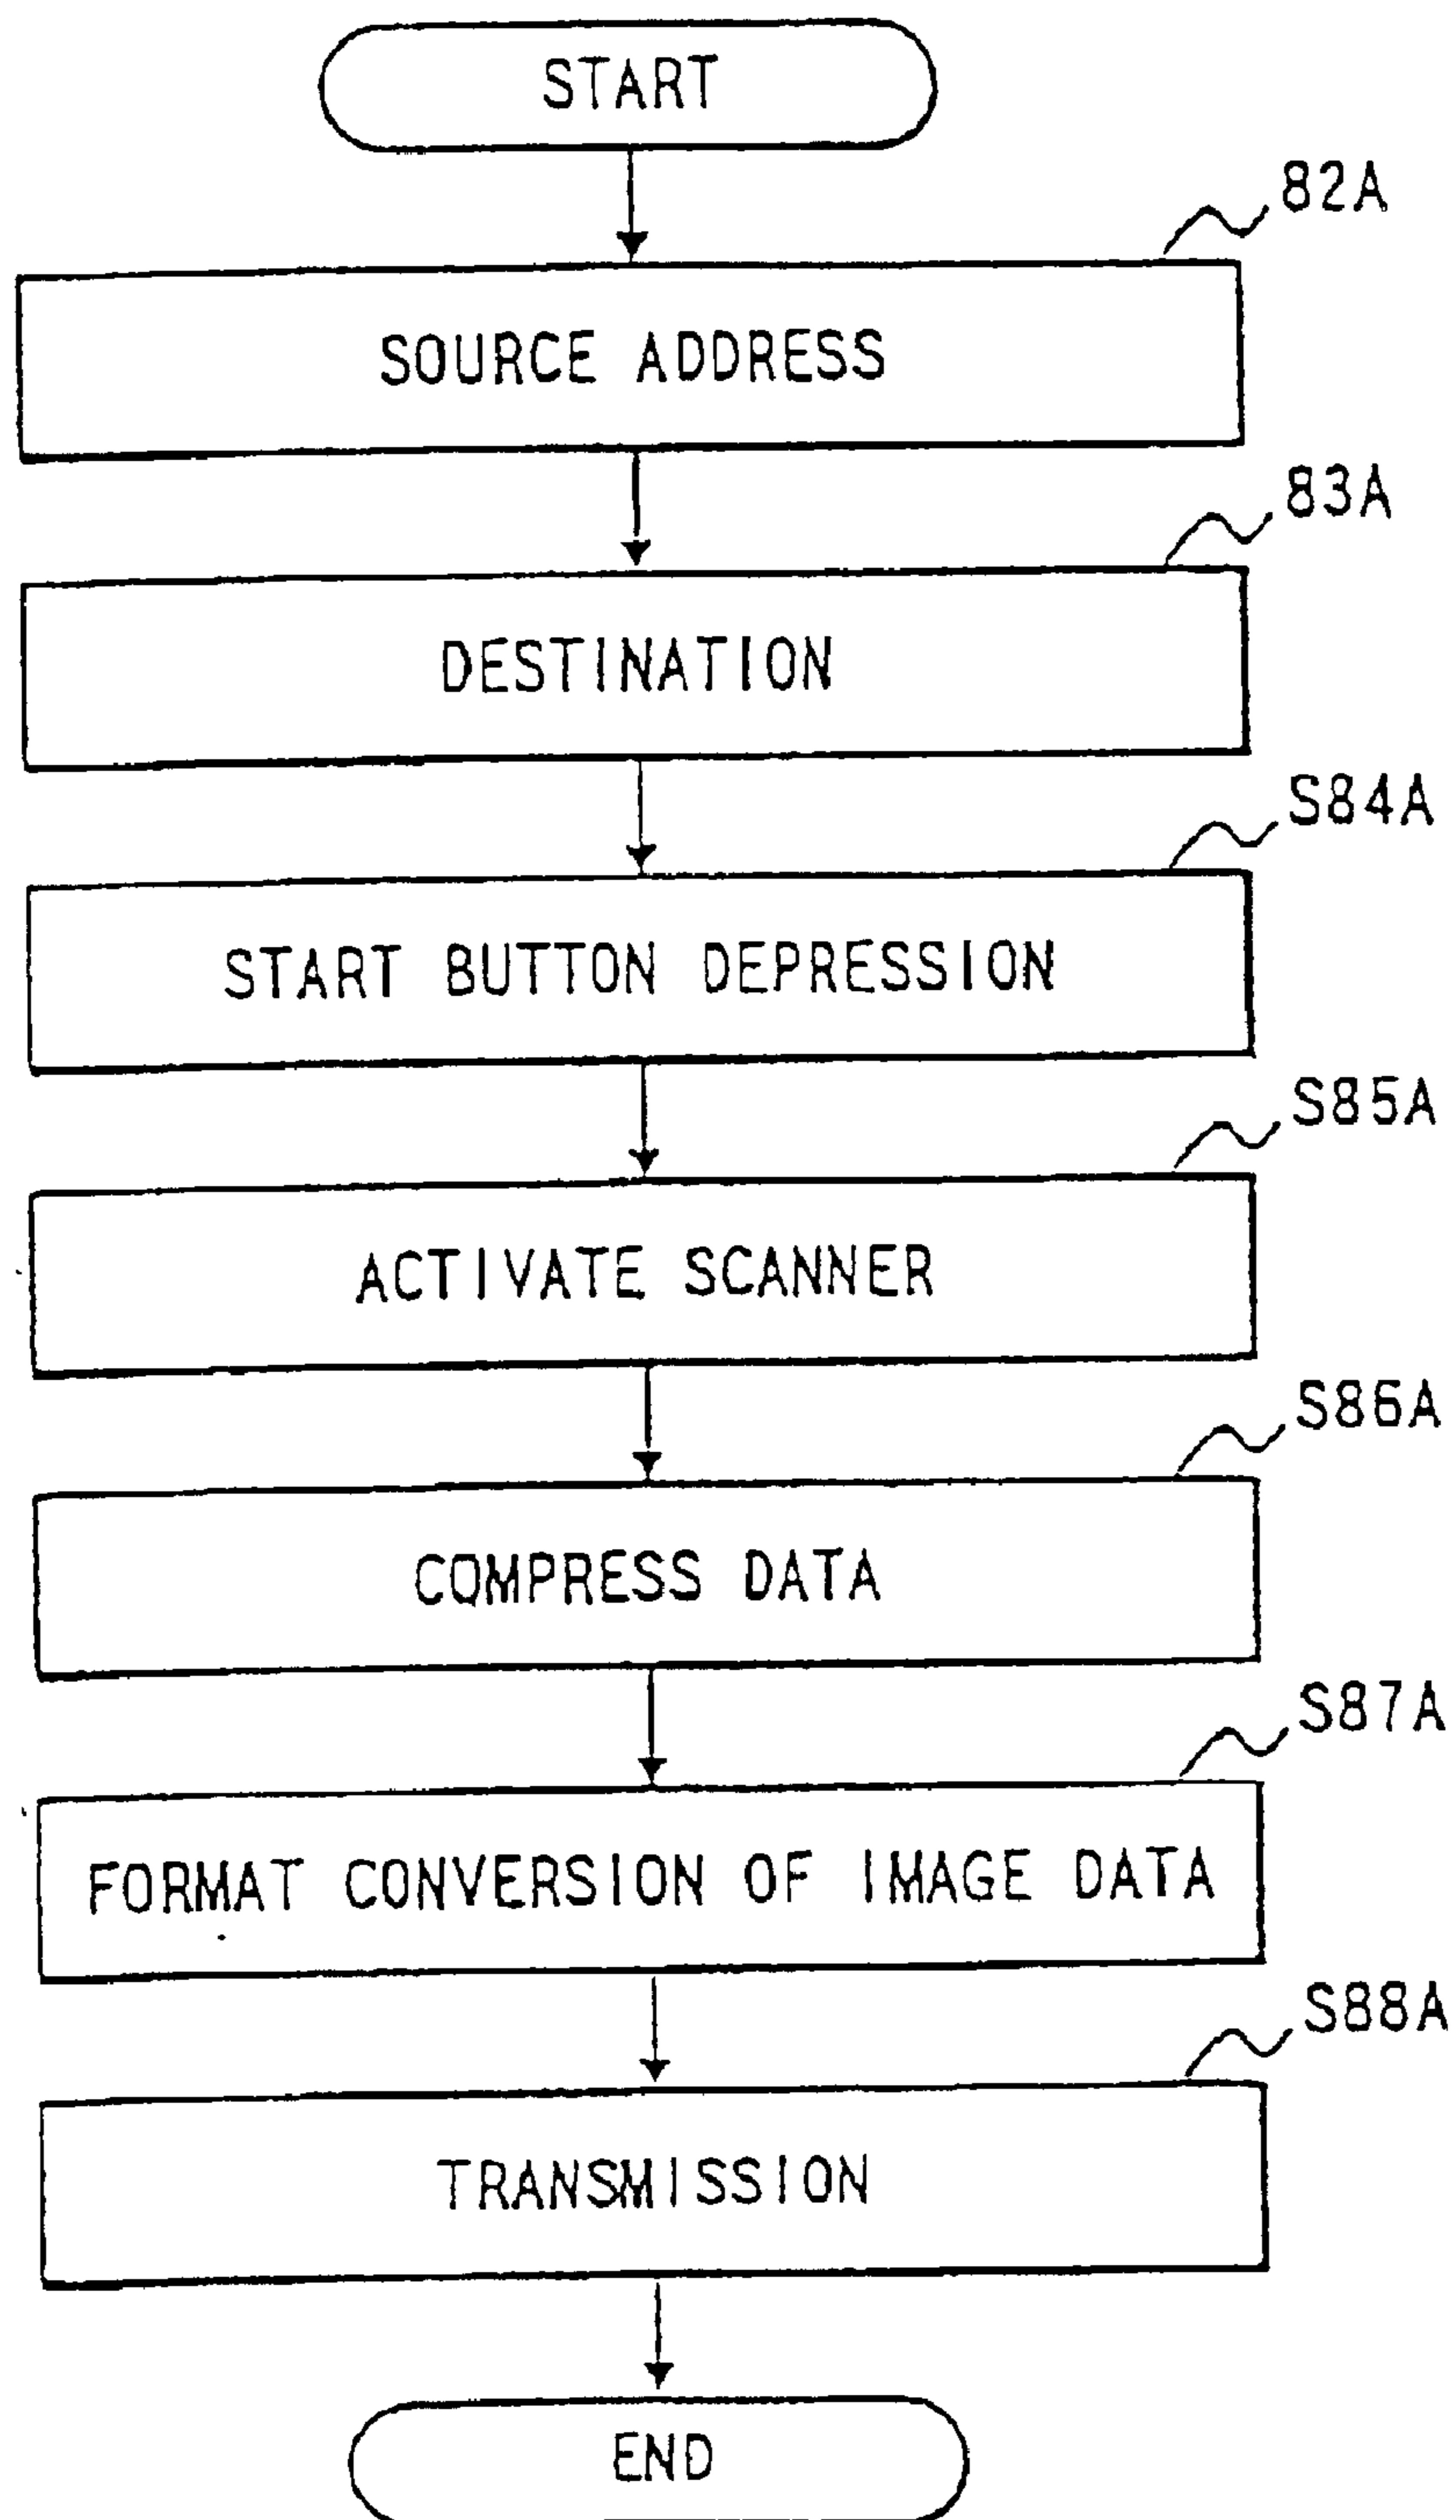 START
82A
SOURCE ADDRESS
83A
DESTINATION
S84A
START BUTTON DEPRESSION
S85A
ACTIVATE SCANNER
S86A
COMPRESS DATA
S87A
FORMAT CONVERSION OF IMAGE DATA
S88A
TRANSMISSION
END